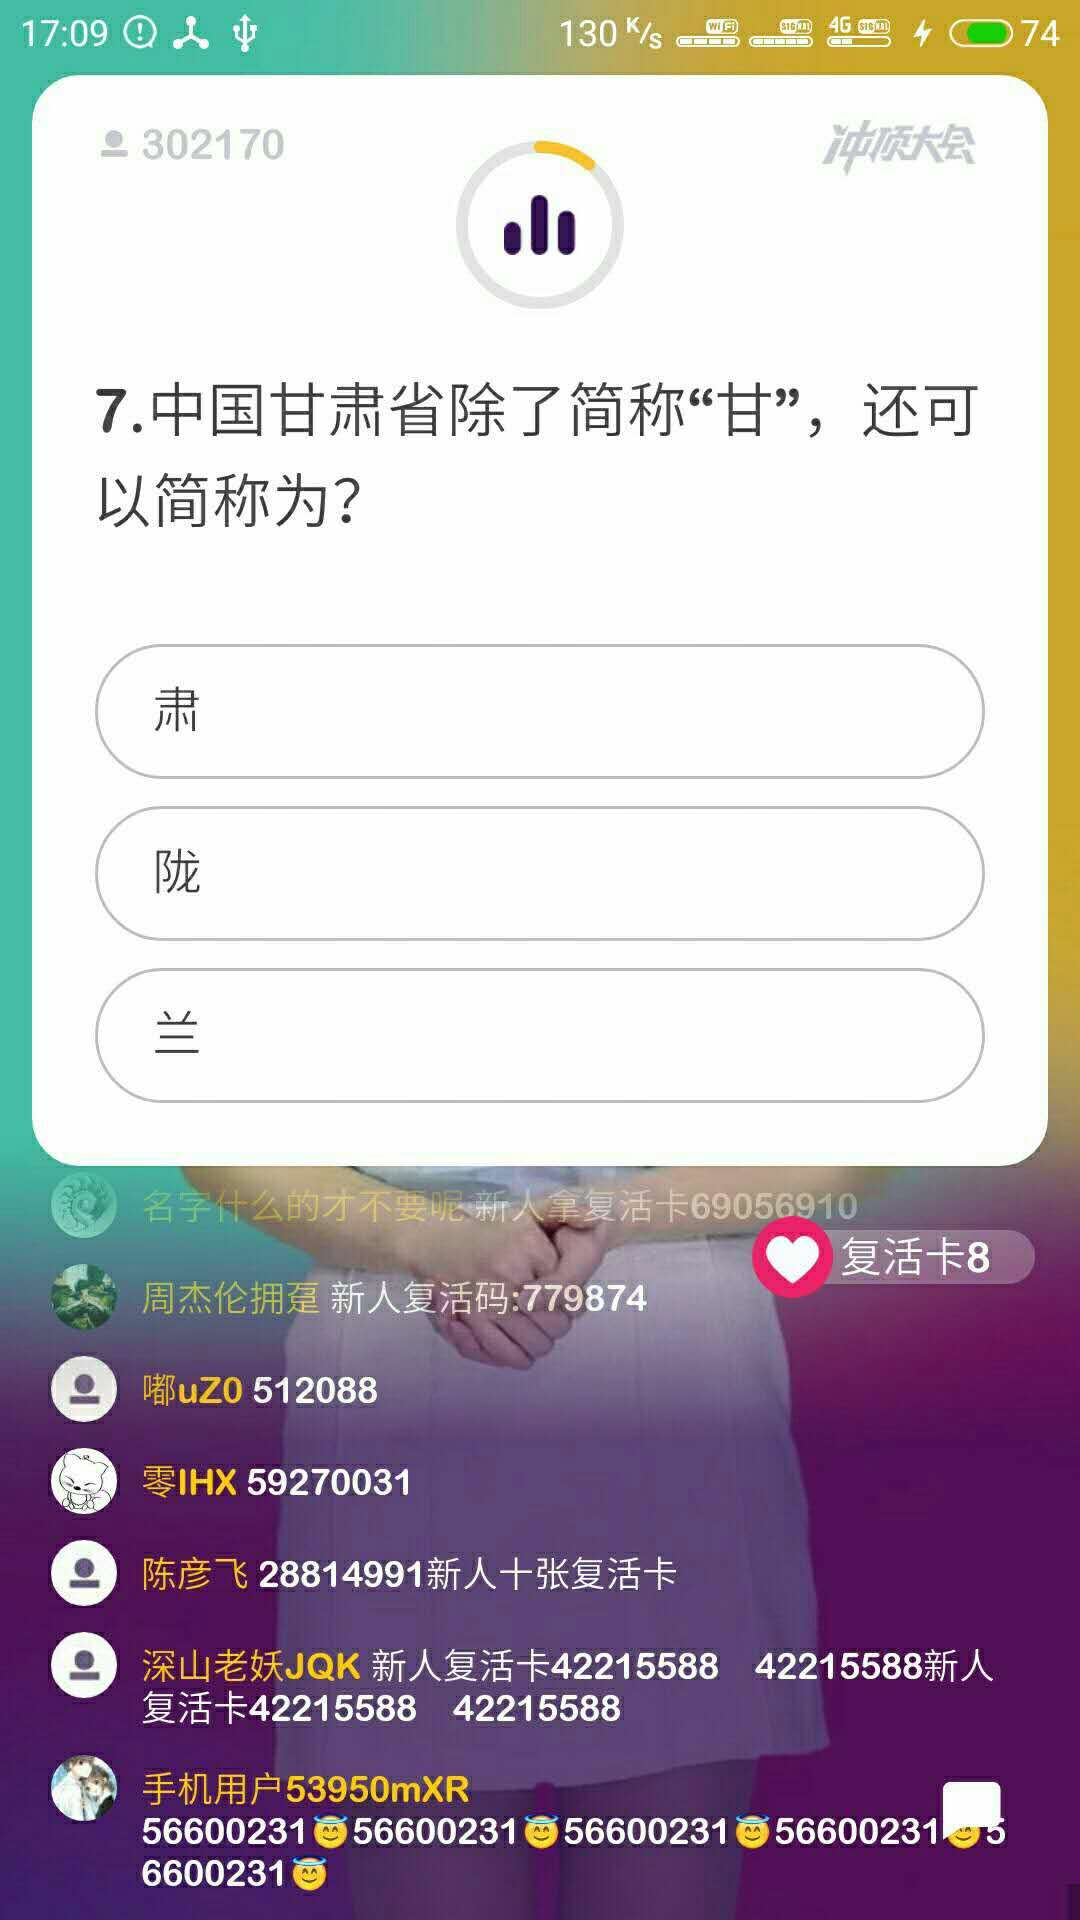 17:09 130 K/s WiFi 4G 74
302170 冲顶大会
7.中国甘肃省除了简称“甘”，还可
以简称为？
肃
陇
兰
名字什么的才不要呢 新人拿复活卡69056910
复活卡8
周杰伦拥趸 新人复活码:779874
嘟uZ0 512088
零IHX 59270031
陈彦飞 28814991新人十张复活卡
深山老妖JQK 新人复活卡42215588 42215588新人
复活卡42215588 42215588
手机用户53950mXR
56600231😇56600231😇56600231😇56600231😇5
6600231😇